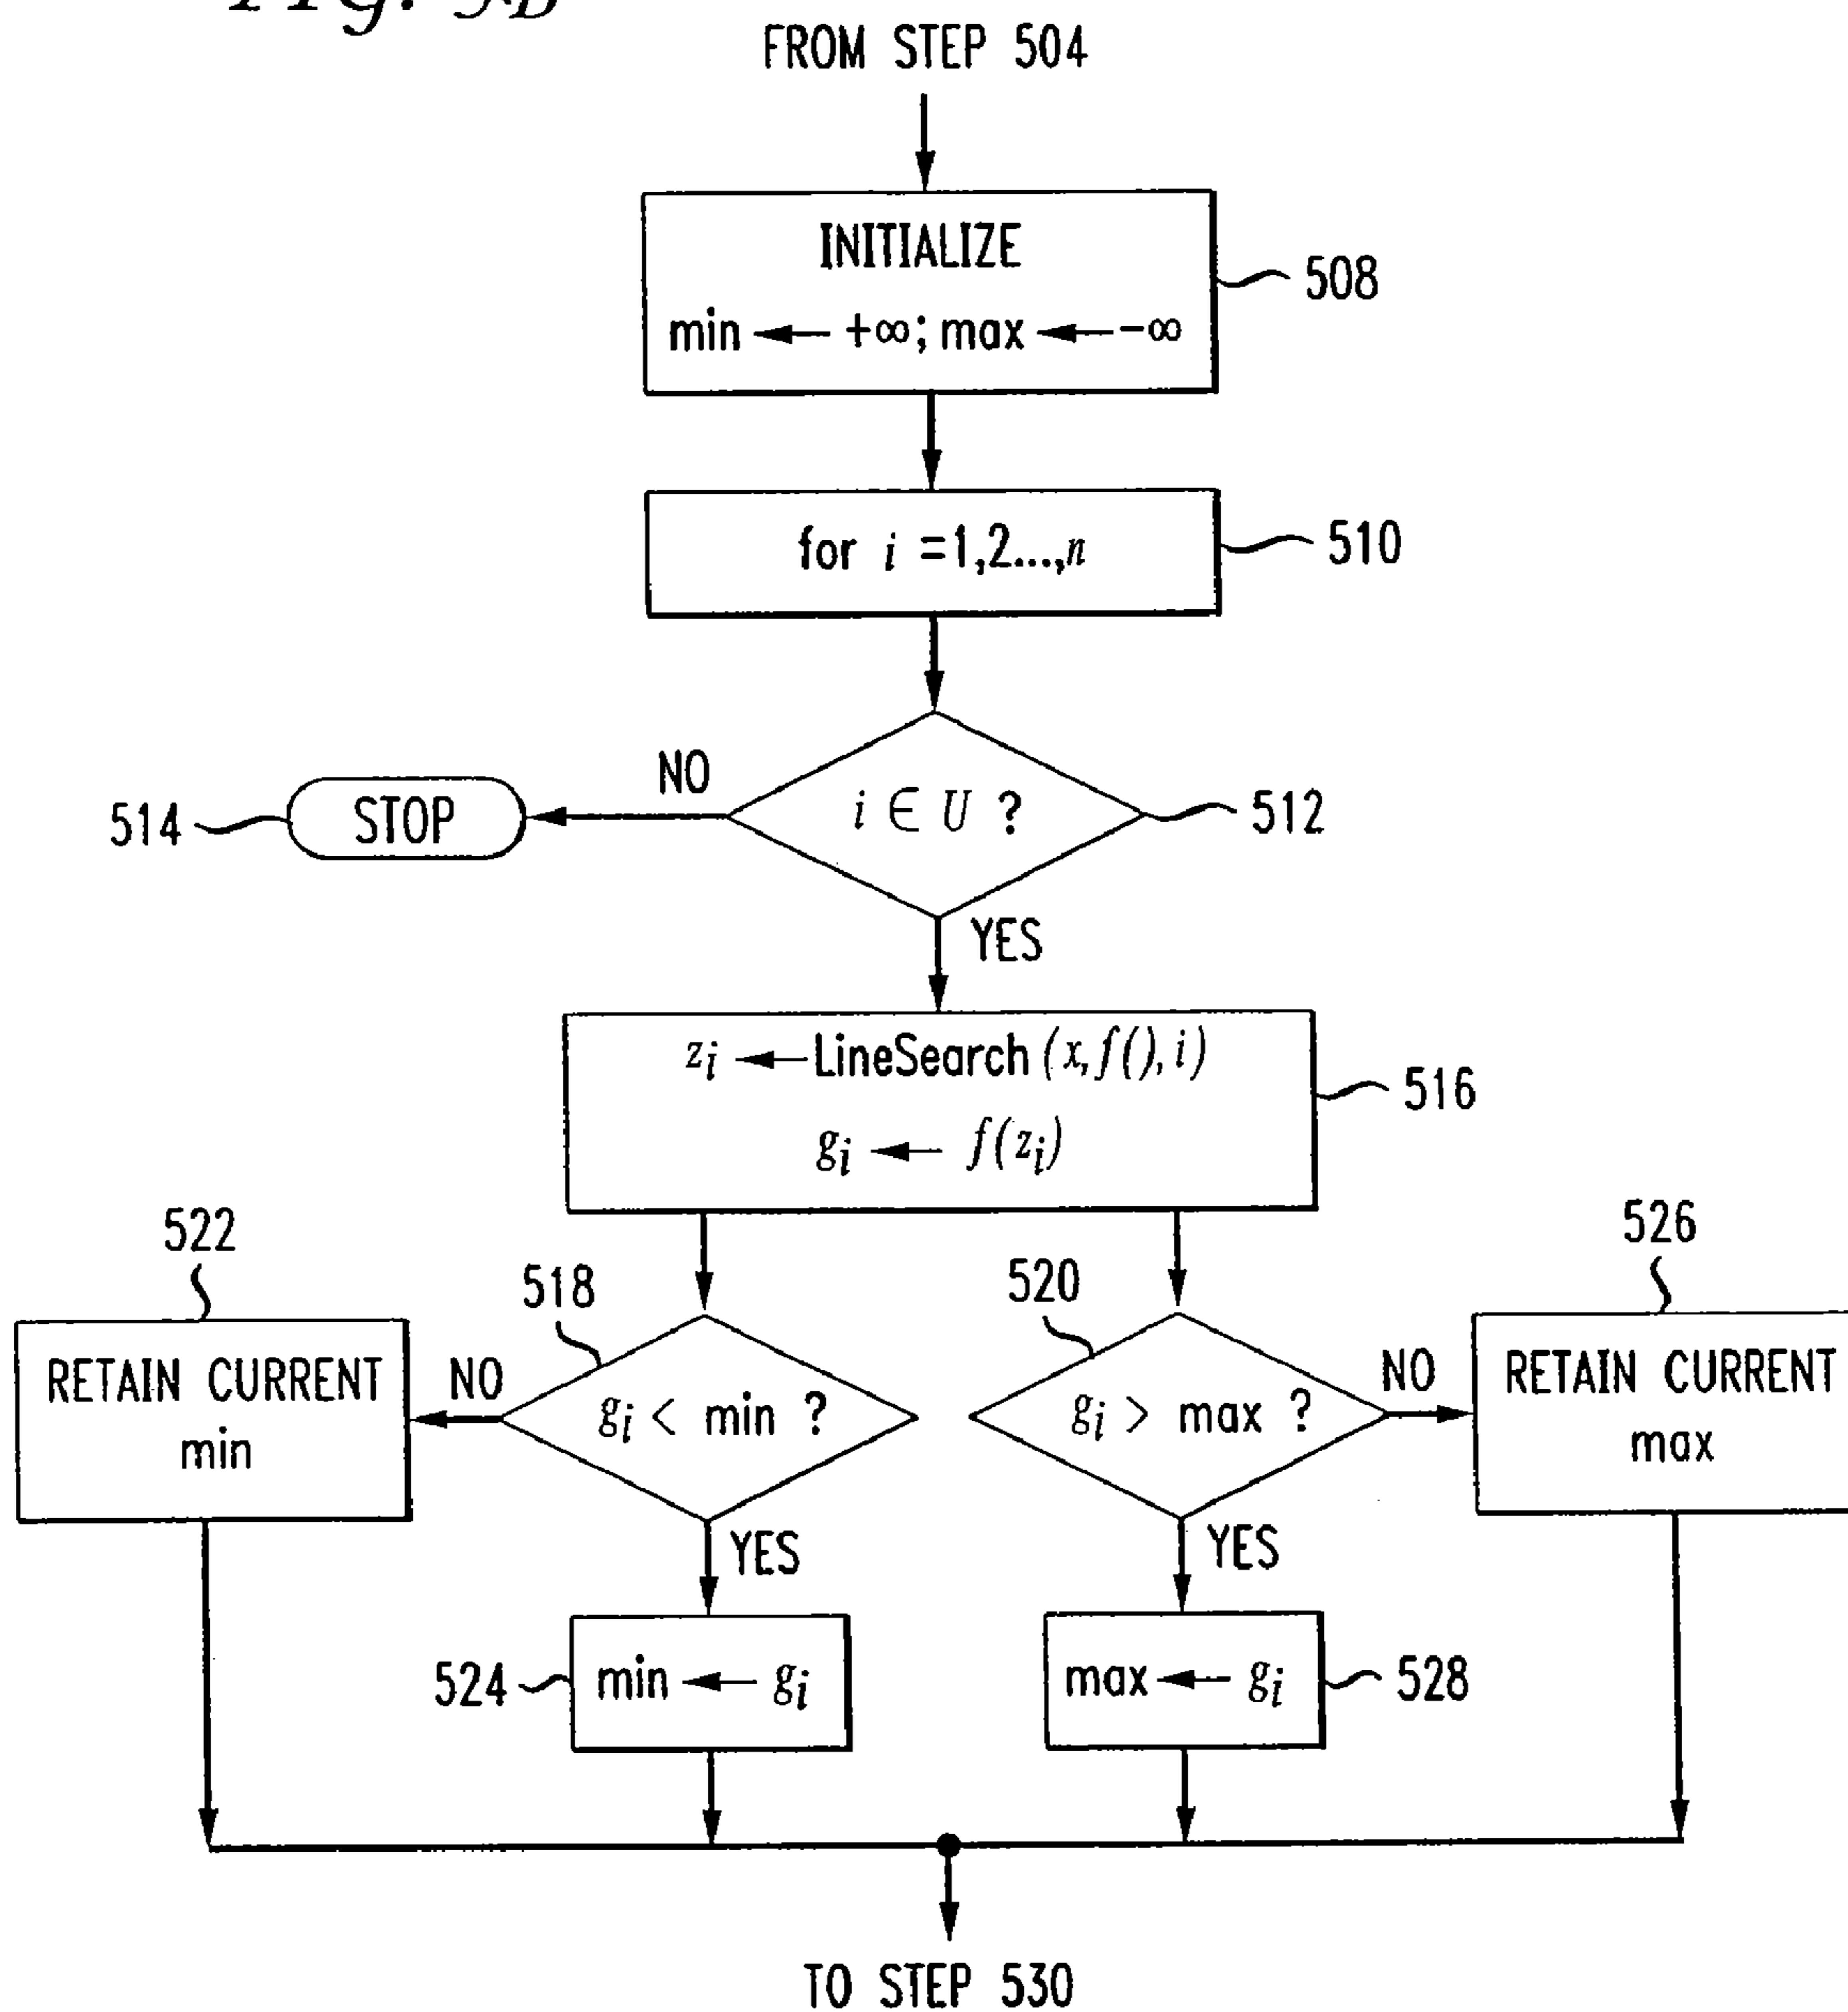 FROM STEP 504
INITIALIZE
min ← +∞; max ← -∞
508
for i =1,2...,n
510
NO
i ∈ U ?
512
514
STOP
YES
z_i ← LineSearch (x, f(), i)
g_i ← f(z_i)
516
522
518
520
526
RETAIN CURRENT
min
NO
g_i < min ?
g_i > max ?
NO
RETAIN CURRENT
max
YES
YES
524
min ← g_i
max ← g_i
528
TO STEP 530